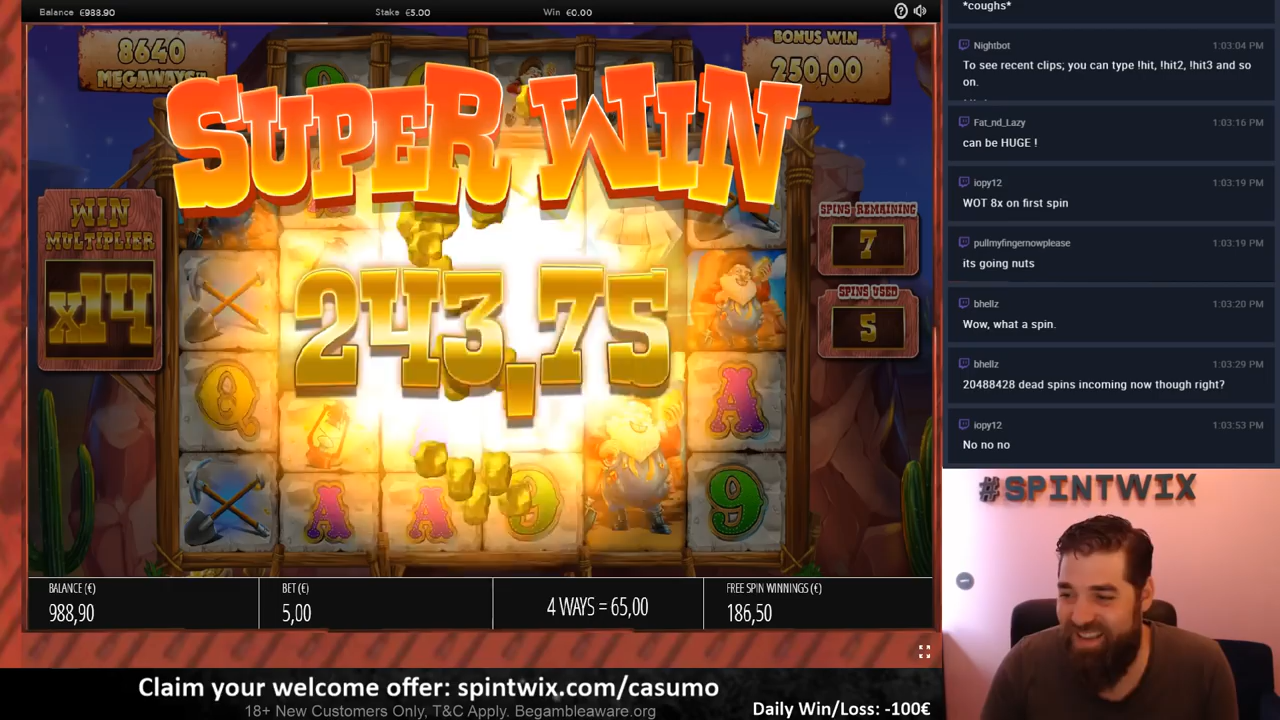 Balance €988.90
Stake €5.00
Win €0.00
?
8640
MEGAWAYS™
BONUS WIN
250,00
SUPER WIN
243,75
WIN
MULTIPLIER
x14
SPINS REMAINING
7
SPINS USED
5
Q
A
A
A
9
9
BALANCE (€)
988,90
BET (€)
5,00
4 WAYS = 65,00
FREE SPIN WINNINGS (€)
186,50
Claim your welcome offer: spintwix.com/casumo
18+ New Customers Only, T&C Apply. Begambleaware.org
Daily Win/Loss: -100€
*coughs*
Nightbot 1:03:04 PM
To see recent clips; you can type !hit, !hit2, !hit3 and so
on.
Fat_nd_Lazy 1:03:16 PM
can be HUGE !
iopy12 1:03:19 PM
WOT 8x on first spin
pullmyfingernowplease 1:03:19 PM
its going nuts
bhellz 1:03:20 PM
Wow, what a spin.
bhellz 1:03:29 PM
20488428 dead spins incoming now though right?
iopy12 1:03:53 PM
No no no
#SPINTWIX